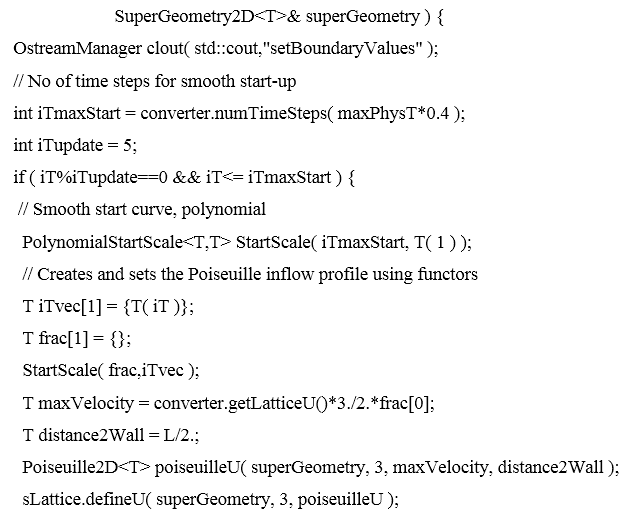 SuperGeometry2D<T>& superGeometry ) {
OstreamManager clout( std::cout,"setBoundaryValues" );
// No of time steps for smooth start-up
int iTmaxStart = converter.numTimeSteps( maxPhysT*0.4 );
int iTupdate = 5;
if ( iT%iTupdate==0 && iT<= iTmaxStart ) {
// Smooth start curve, polynomial
PolynomialStartScale<T,T> StartScale( iTmaxStart, T( 1 ) );
// Creates and sets the Poiseuille inflow profile using functors
T iTvec[1] = {T( iT )};
T frac[1] = {};
StartScale( frac,iTvec );
T maxVelocity = converter.getLatticeU()*3./2.*frac[0];
T distance2Wall = L/2.;
Poiseuille2D<T> poiseuilleU( superGeometry, 3, maxVelocity, distance2Wall );
sLattice.defineU( superGeometry, 3, poiseuilleU );